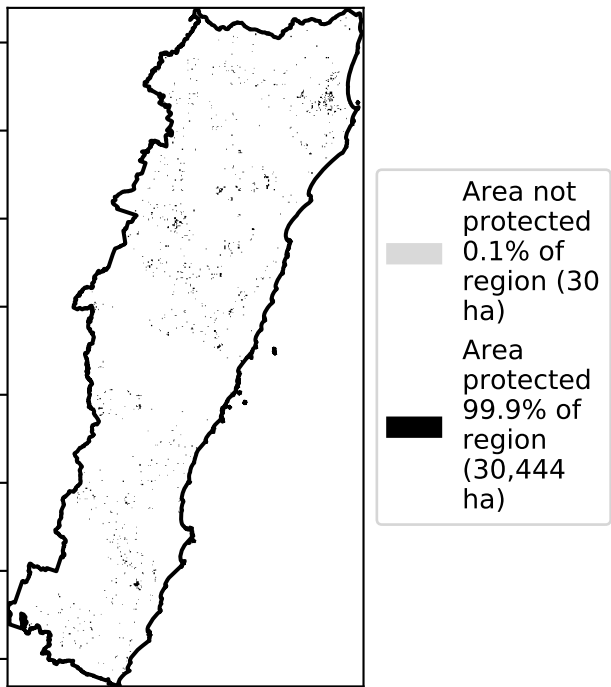 Area not
protected
0.1% of
region (30
ha)
Area
protected
99.9% of
region
(30,444
ha)